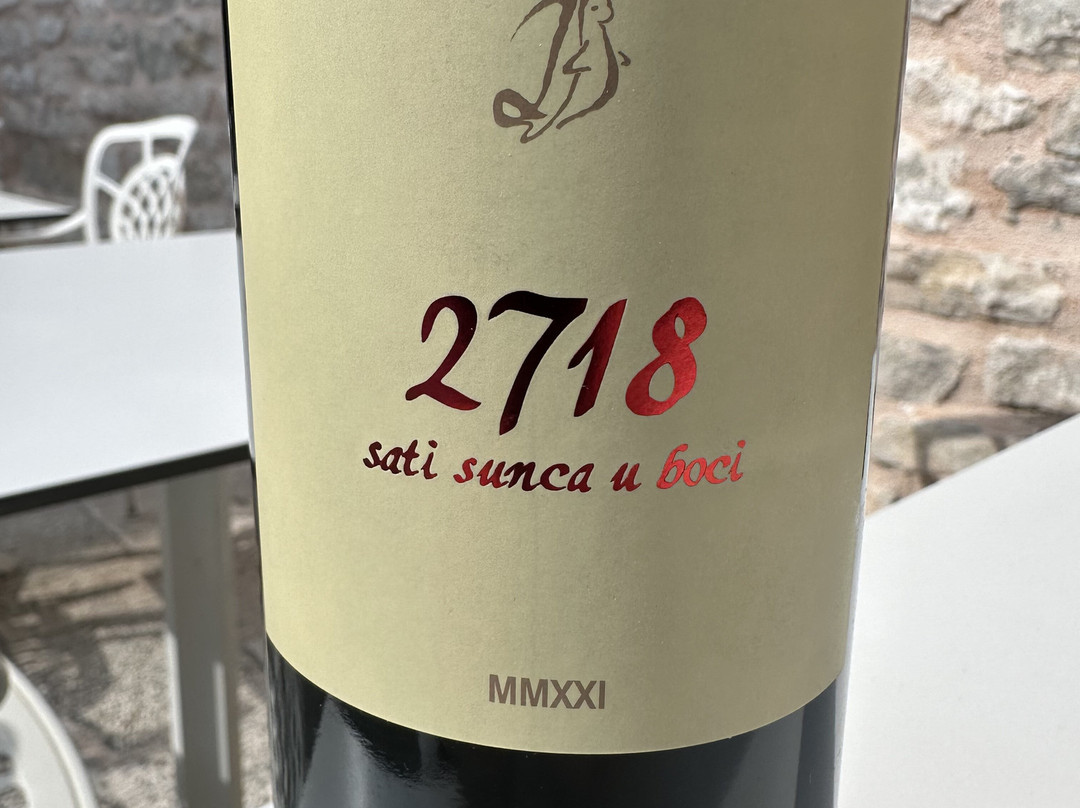 2718
sati sunca u boci
MMXXI